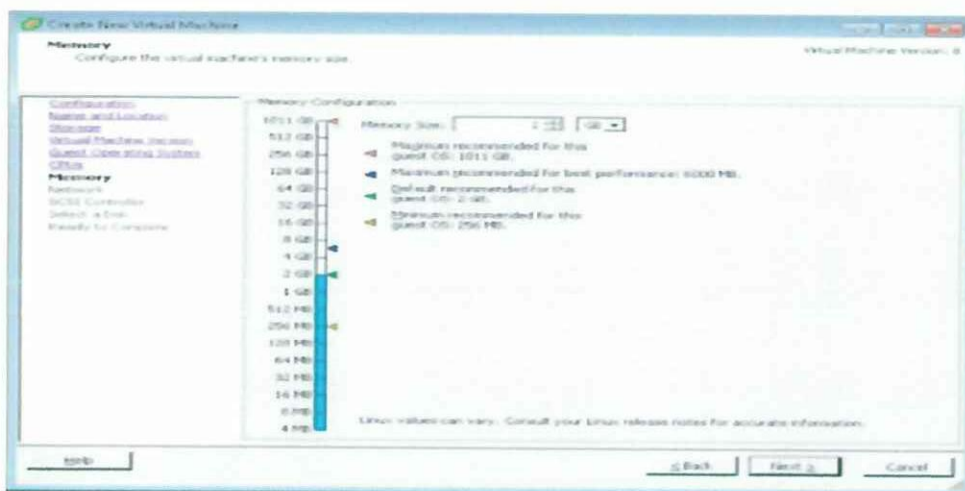 Create New Virtual Machine
Memory
Configure the virtual machine's memory size.
Virtual Machine Version: 8
Configuration
Name and Location
Storage
Virtual Machine Version
Guest Operating System
CPUs
Memory
Network
SCSI Controller
Select a Disk
Ready to Complete
Memory Configuration
1011 GB
512 GB
256 GB
128 GB
64 GB
32 GB
16 GB
8 GB
4 GB
2 GB
1 GB
512 MB
256 MB
128 MB
64 MB
32 MB
16 MB
8 MB
4 MB
Memory Size:
GB
Maximum recommended for this
guest OS: 1011 GB.
Maximum recommended for best performance: 6000 MB.
Default recommended for this
guest OS: 2 GB.
Minimum recommended for this
guest OS: 256 MB.
Linux values can vary. Consult your Linux release notes for accurate information.
Help
≤ Back
Next ≥
Cancel